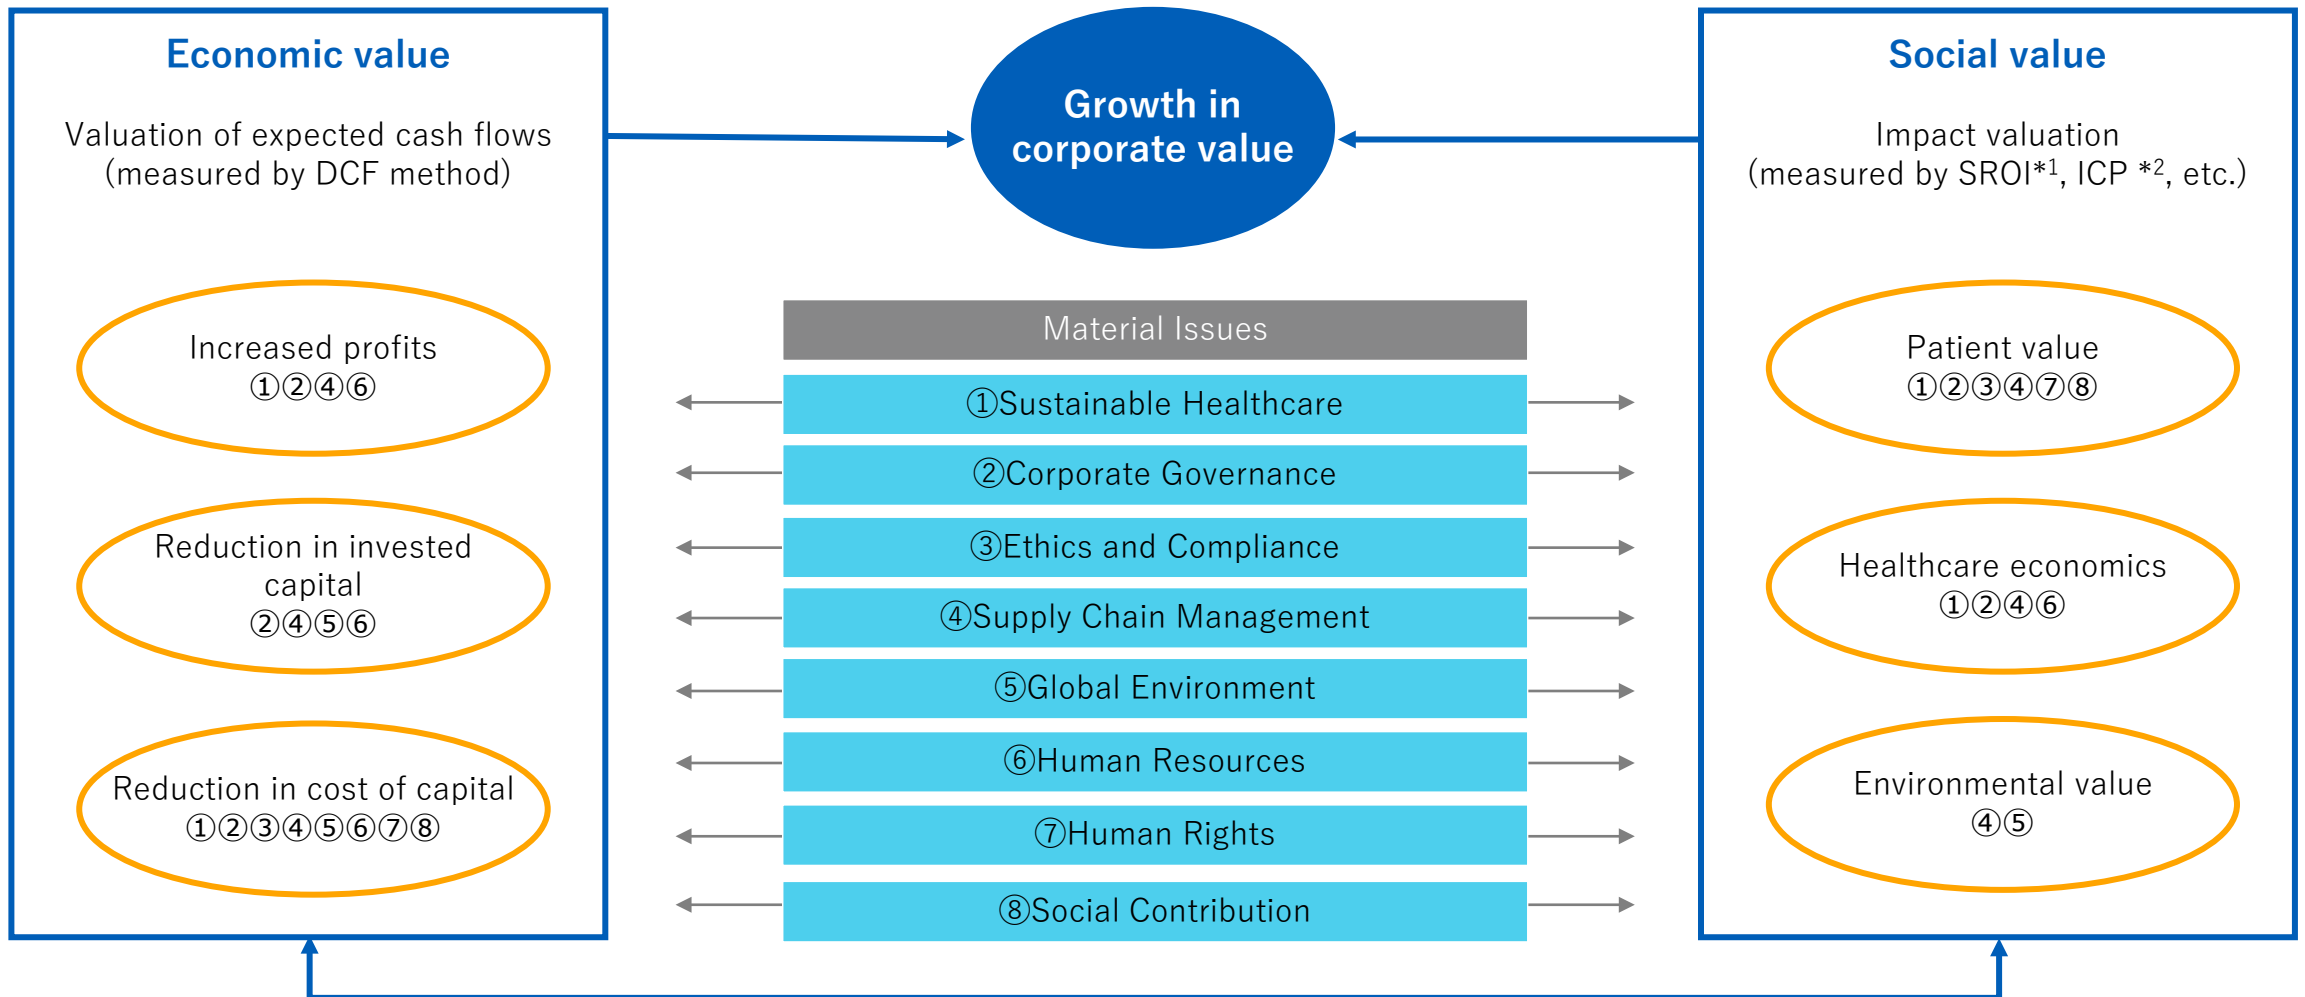 Economic value
Valuation of expected cash flows
(measured by DCF method)
Increased profits
①②④⑥
Reduction in invested
capital
②④⑤⑥
Reduction in cost of capital
①②③④⑤⑥⑦⑧
Growth in
corporate value
Material Issues
①Sustainable Healthcare
②Corporate Governance
③Ethics and Compliance
④Supply Chain Management
⑤Global Environment
⑥Human Resources
⑦Human Rights
⑧Social Contribution
Social value
Impact valuation
(measured by SROI*1, ICP *2, etc.)
Patient value
①②③④⑦⑧
Healthcare economics
①②④⑥
Environmental value
④⑤